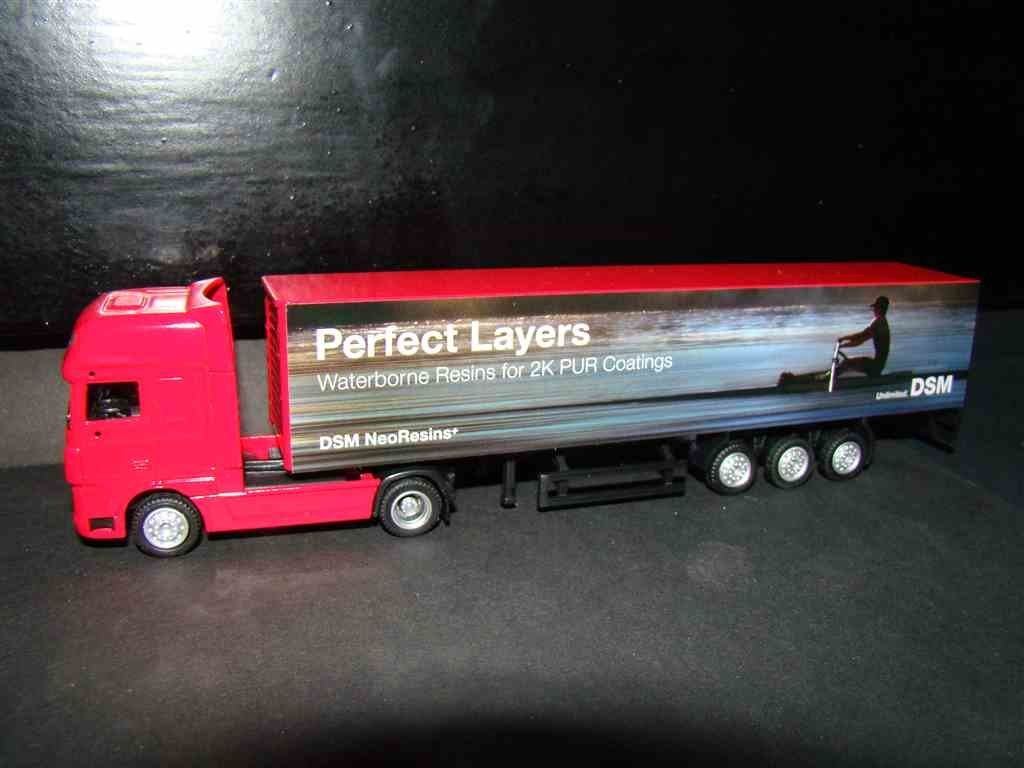 Perfect Layers
Waterborne Resins for 2K PUR Coatings
DSM NeoResins+
Unlimited. DSM